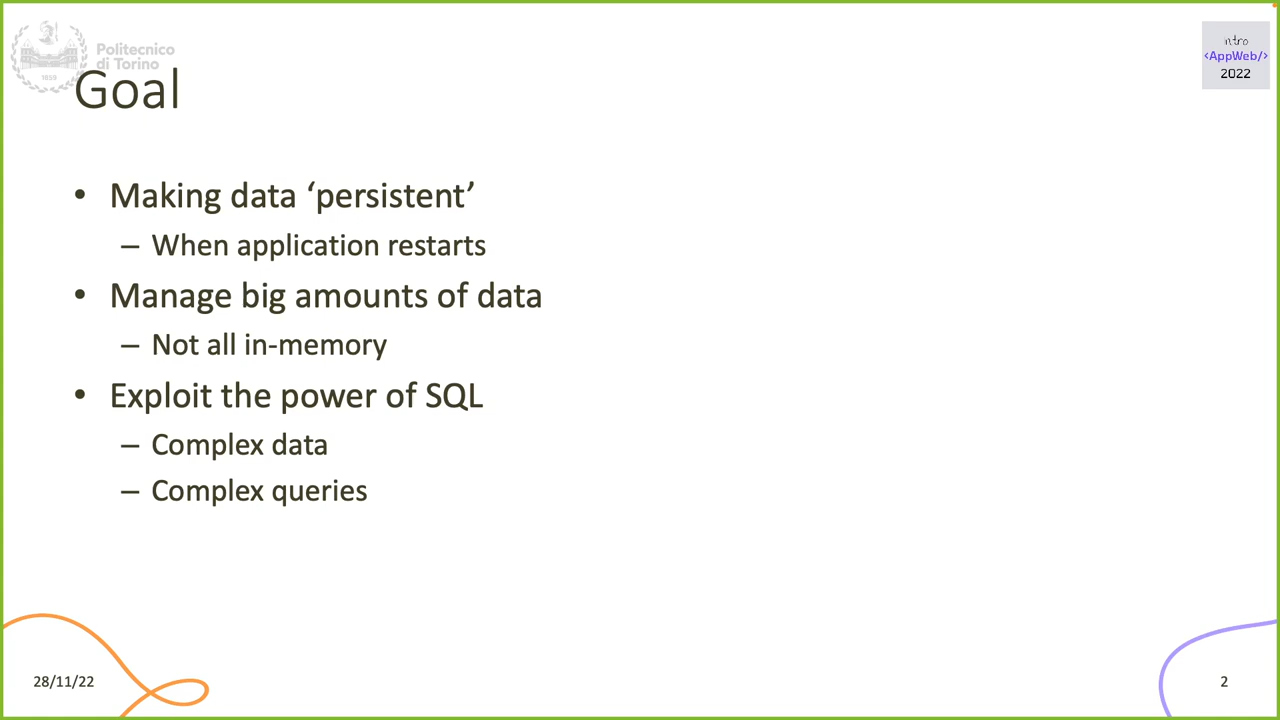 Politecnico
di Torino
1859
intro
<AppWeb/>
2022
Goal
• Making data ‘persistent’
– When application restarts
• Manage big amounts of data
– Not all in-memory
• Exploit the power of SQL
– Complex data
– Complex queries
28/11/22
2